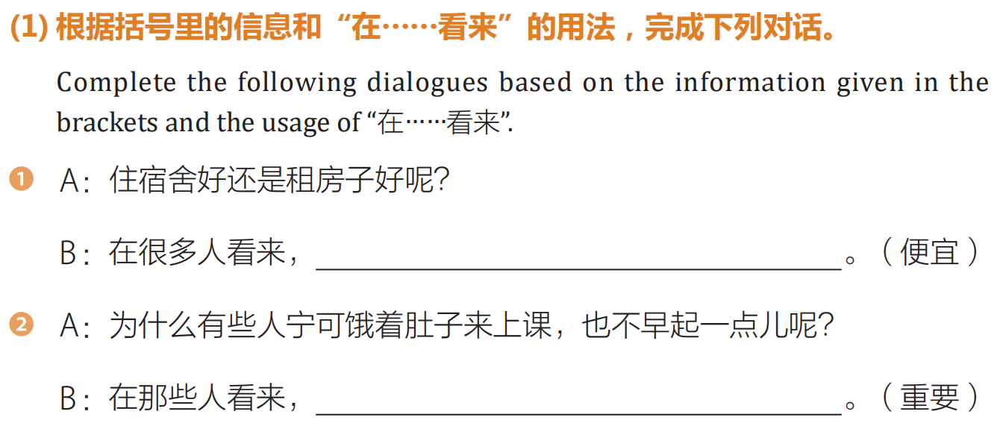 (1) 根据括号里的信息和“在……看来”的用法，完成下列对话。
Complete the following dialogues based on the information given in the
brackets and the usage of “在……看来”.
1 A：住宿舍好还是租房子好呢？
B：在很多人看来，____________________。（便宜）
2 A：为什么有些人宁可饿着肚子来上课，也不早起一点儿呢？
B：在那些人看来，____________________。（重要）